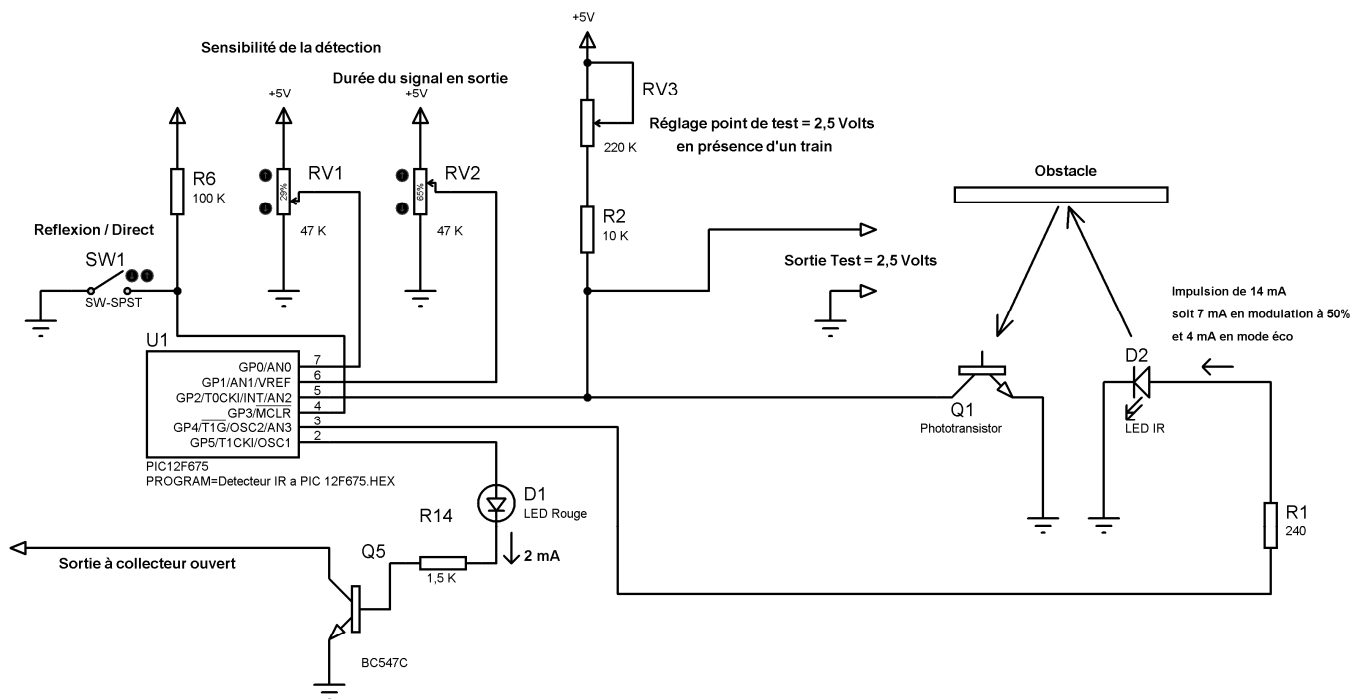 +5V
Sensibilité de la détection
Durée du signal en sortie
+5V
+5V
RV3
Réglage point de test = 2,5 Volts
en présence d'un train
220 K
R6
100 K
29%
RV1
47 K
65%
RV2
47 K
R2
10 K
Obstacle
Reflexion / Direct
SW1
SW-SPST
Sortie Test = 2,5 Volts
Impulsion de 14 mA
soit 7 mA en modulation à 50%
et 4 mA en mode éco
U1
GP0/AN0
7
GP1/AN1/VREF
6
GP2/T0CKI/INT/AN2
5
GP3/MCLR
4
GP4/T1G/OSC2/AN3
3
GP5/T1CKI/OSC1
2
PIC12F675
PROGRAM=Detecteur IR a PIC 12F675.HEX
Q1
Phototransistor
D2
LED IR
R1
240
D1
LED Rouge
2 mA
R14
1,5 K
Q5
BC547C
Sortie à collecteur ouvert